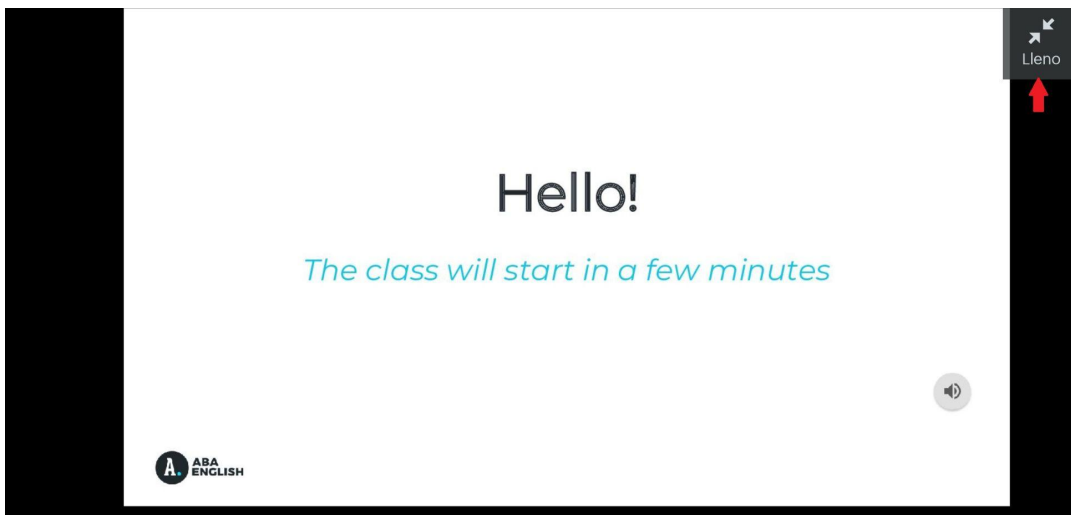 Lleno
Hello!
The class will start in a few minutes
A.
ABA
ENGLISH